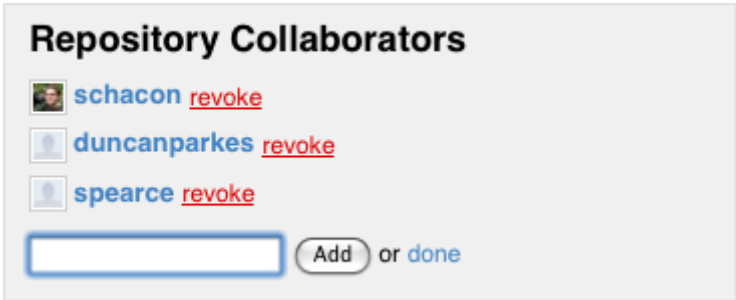 Repository Collaborators
schacon revoke
duncanparkes revoke
spearce revoke
Add or done